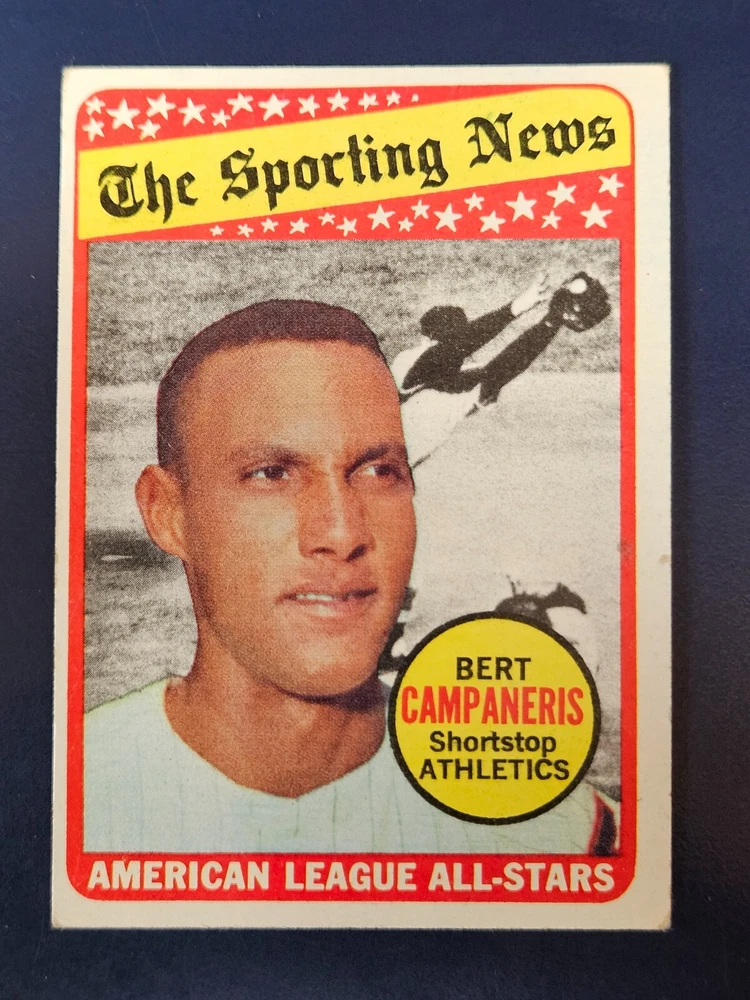 The Sporting News
BERT
CAMPANERIS
Shortstop
ATHLETICS
AMERICAN LEAGUE ALL-STARS